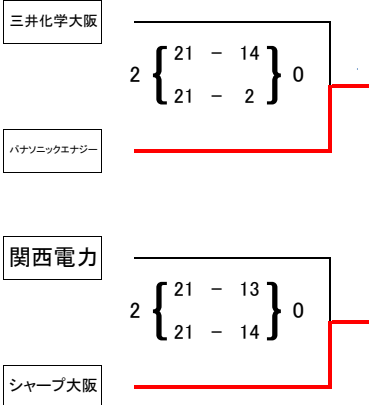 三井化学大阪
2 { 21 － 14 } 0
21 － 2
パナソニックエナジー
関西電力
2 { 21 － 13 } 0
21 － 14
シャープ大阪